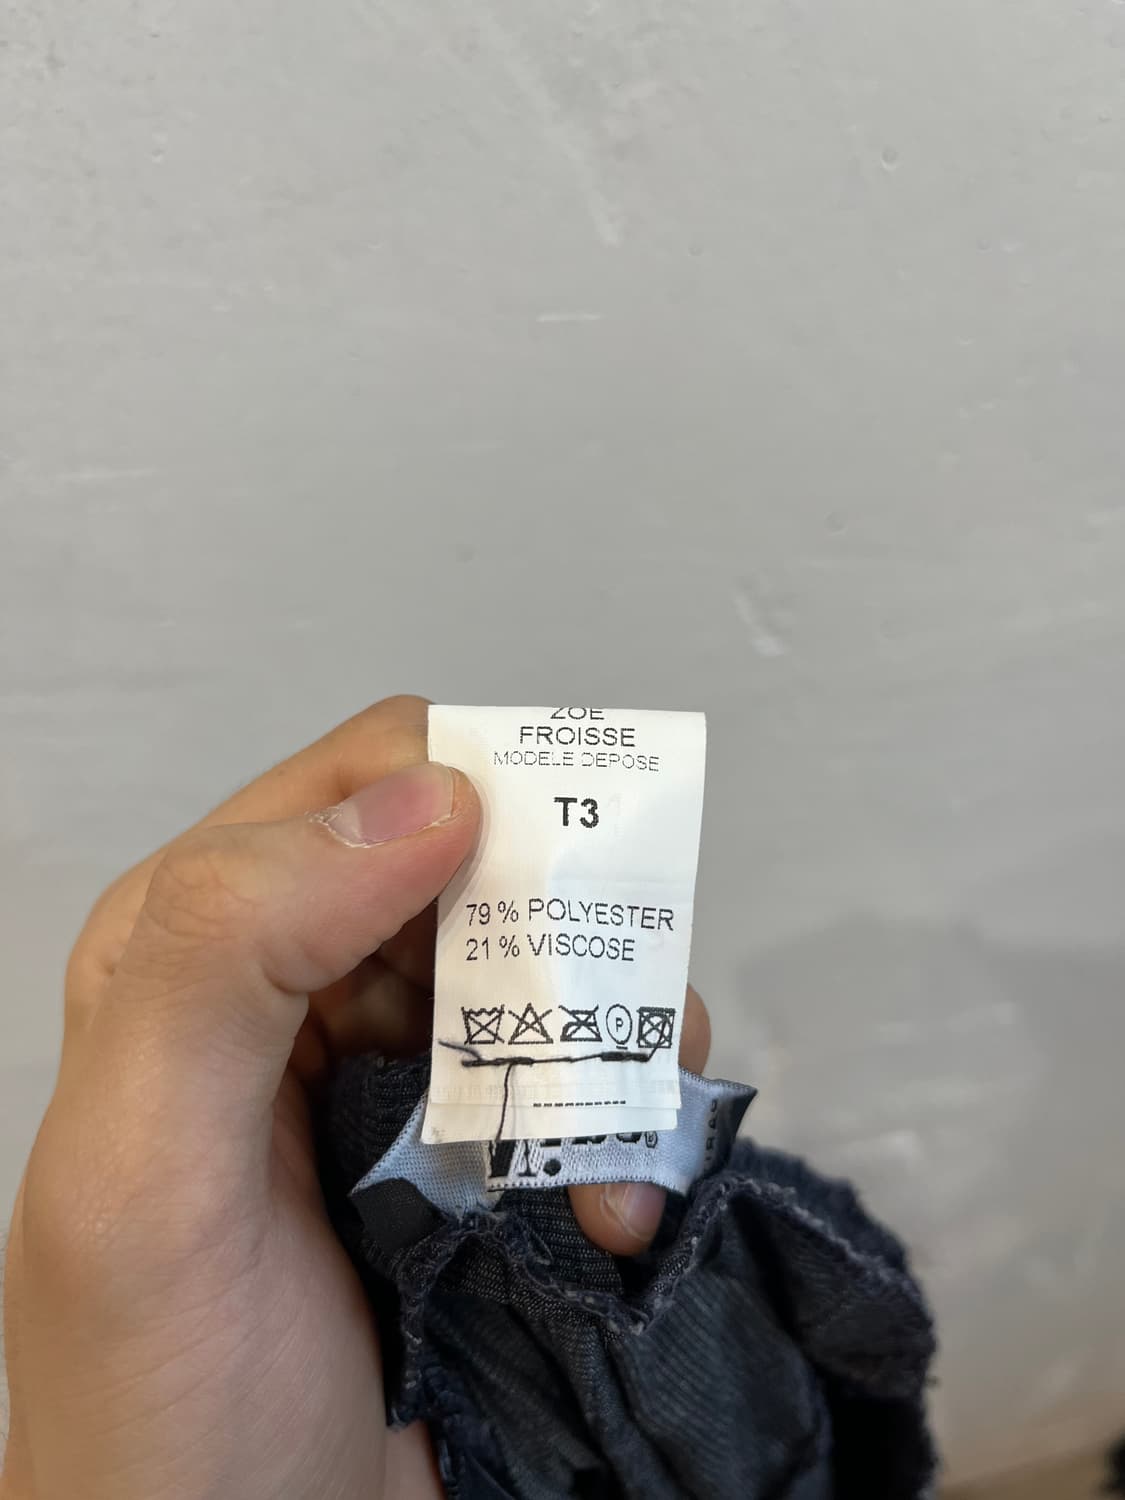 ZOE
FROISSE
MODELE DEPOSE
T3
79 % POLYESTER
21 % VISCOSE
P